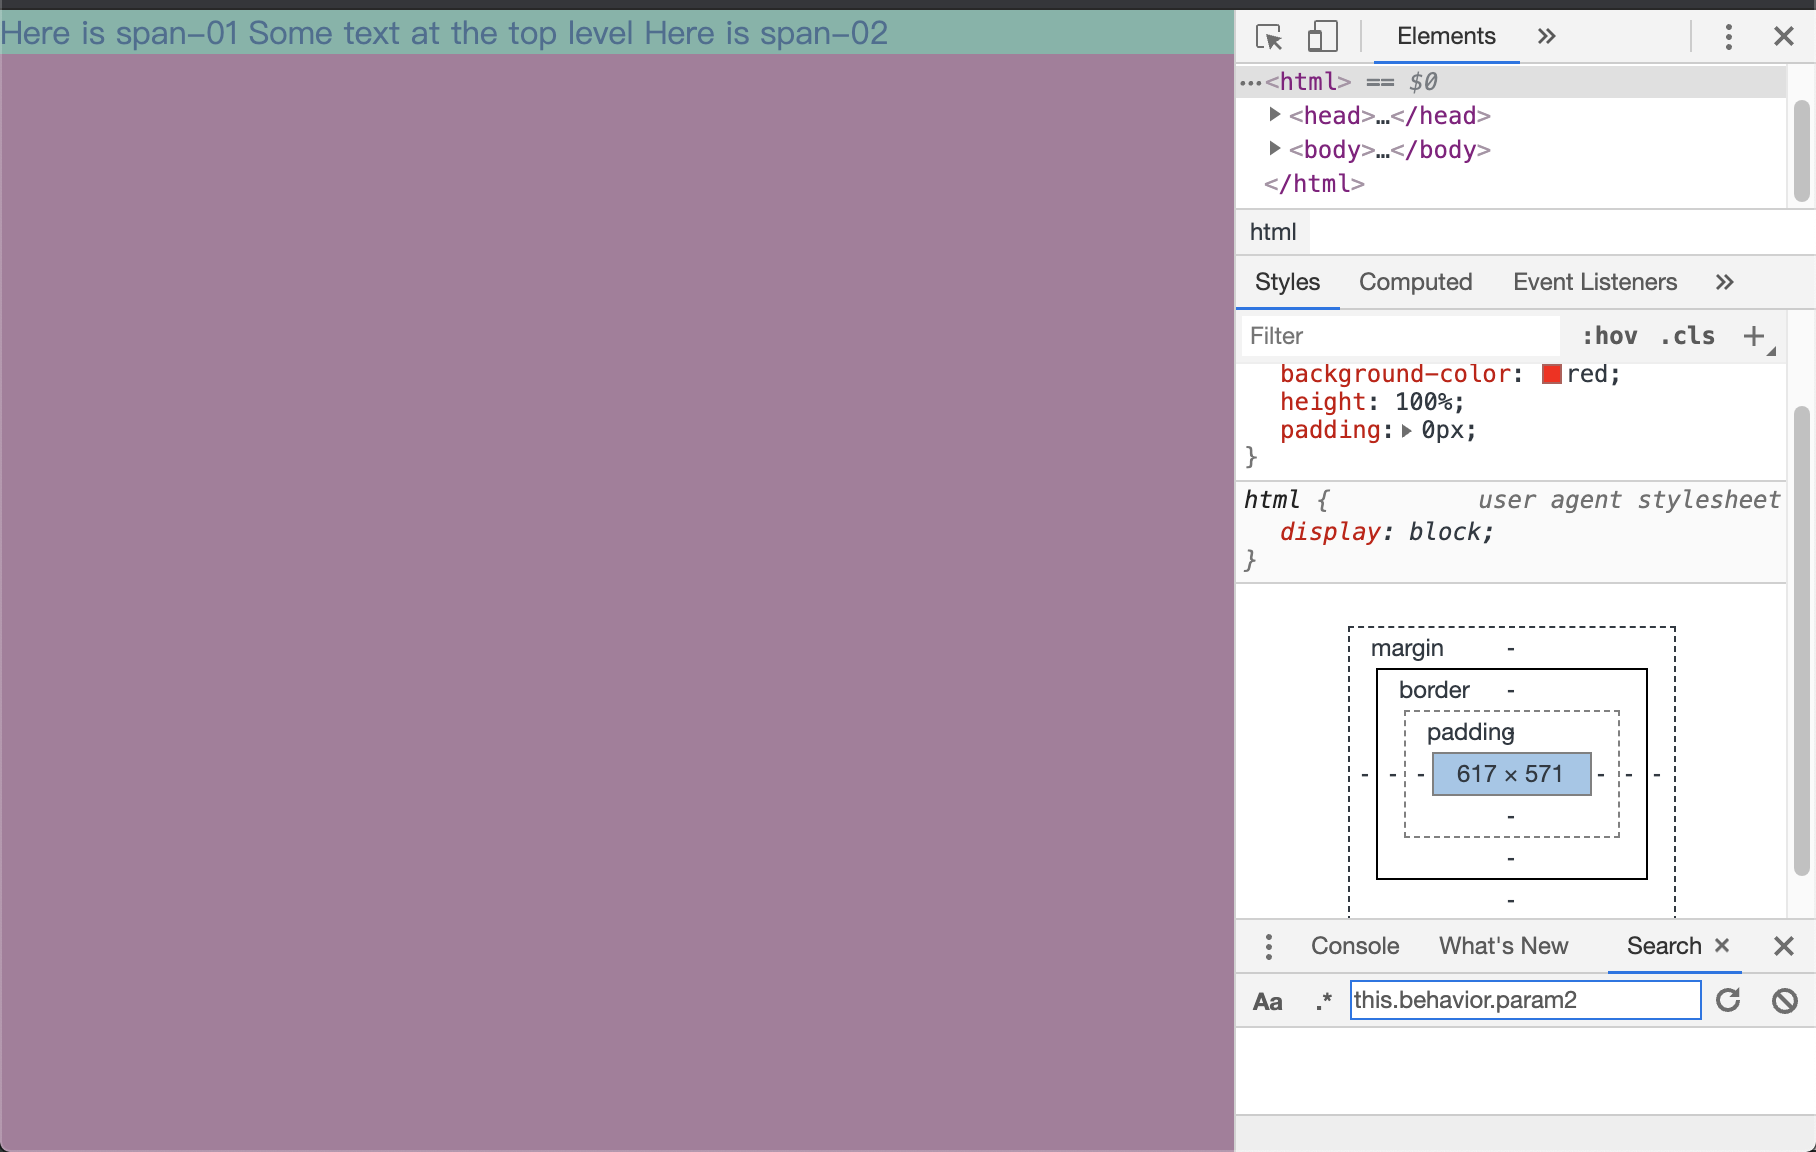 Here is span-01 Some text at the top level Here is span-02
Elements »
…<html> == $0
<head>…</head>
<body>…</body>
</html>
html
Styles Computed Event Listeners »
Filter :hov .cls +
background-color: red;
height: 100%;
padding: 0px;
}
html { user agent stylesheet
display: block;
}
margin -
border -
padding -
- - - 617 × 571 - - -
-
-
-
Console What's New Search ×
Aa .* this.behavior.param2